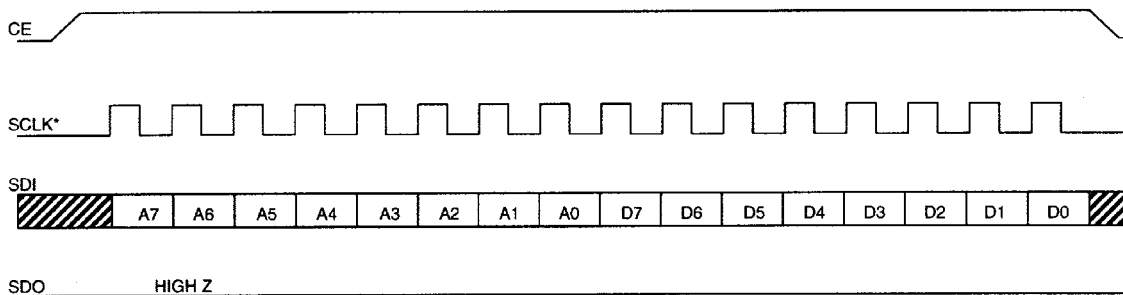 CE
SCLK*
SDI
A7 A6 A5 A4 A3 A2 A1 A0 D7 D6 D5 D4 D3 D2 D1 D0
SDO HIGH Z